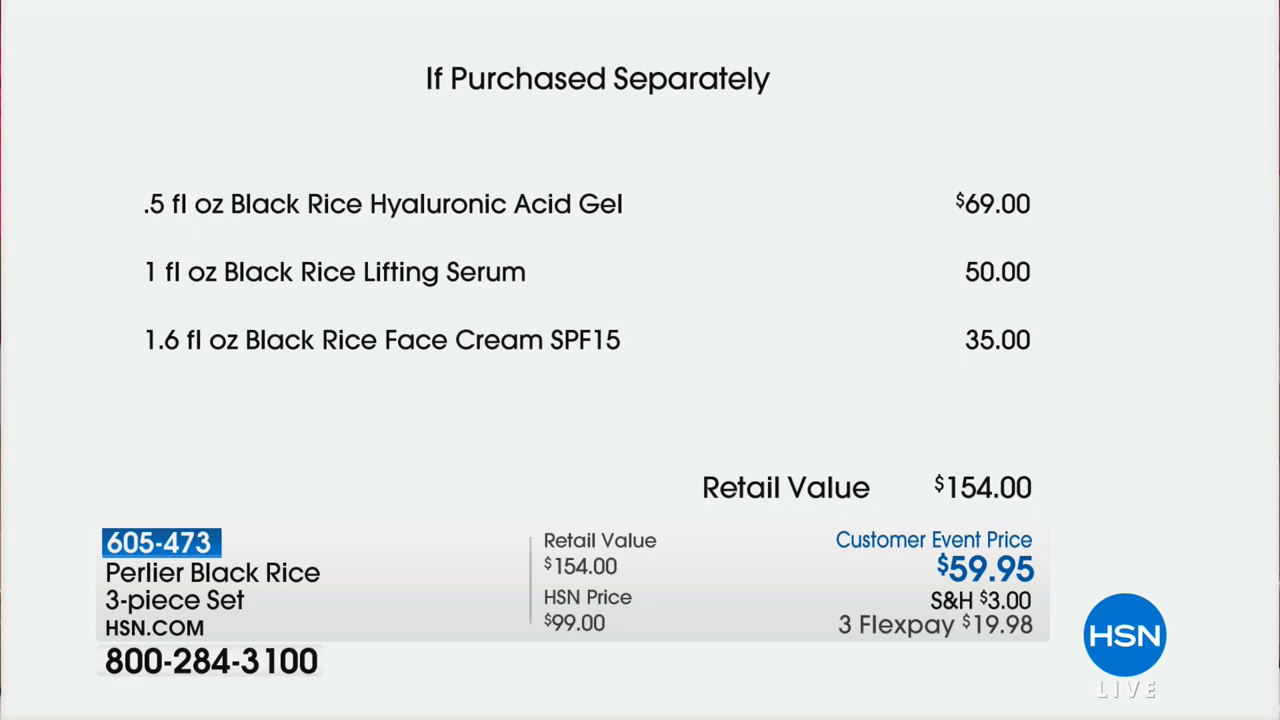 If Purchased Separately
.5 fl oz Black Rice Hyaluronic Acid Gel $69.00
1 fl oz Black Rice Lifting Serum 50.00
1.6 fl oz Black Rice Face Cream SPF15 35.00
Retail Value $154.00
605-473
Perlier Black Rice
3-piece Set
HSN.COM
800-284-3100
Retail Value
$154.00
HSN Price
$99.00
Customer Event Price
$59.95
S&H $3.00
3 Flexpay $19.98
HSN
LIVE